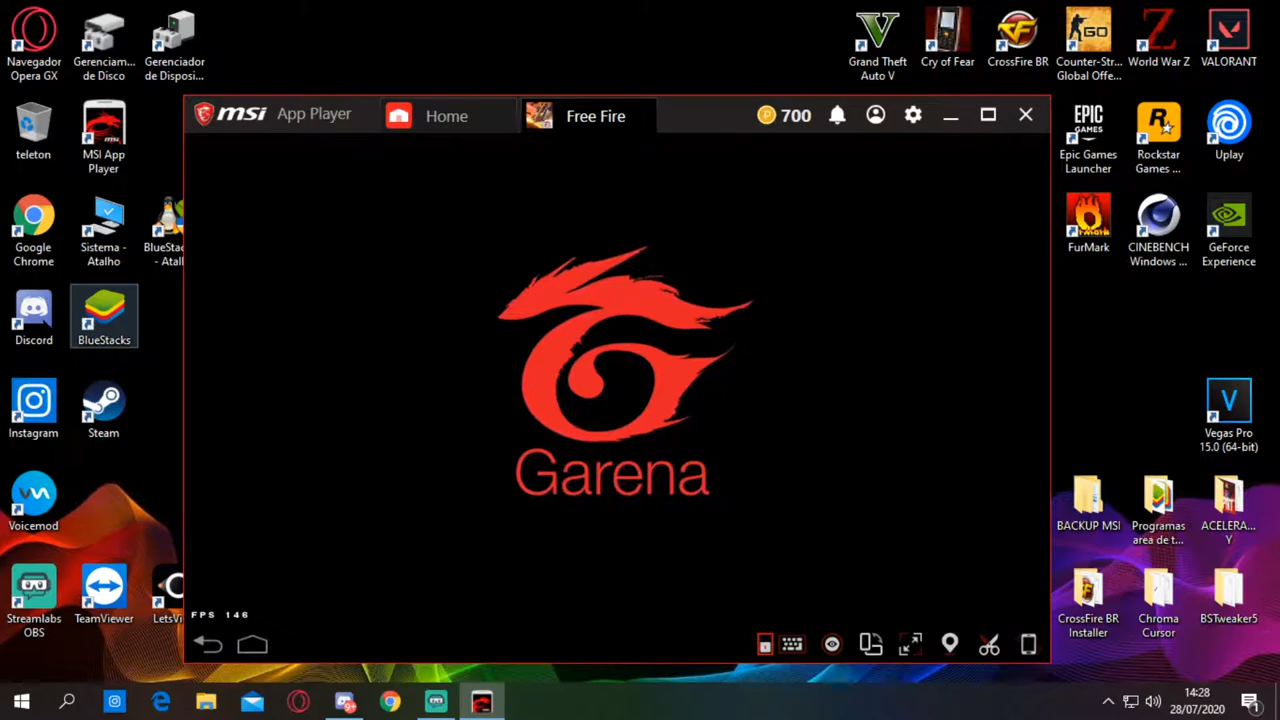 Navegador
Opera GX
Gerenciam...
de Disco
Gerenciador
de Disposi...
Grand Theft
Auto V
Cry of Fear
CrossFire BR
Counter-Str...
Global Offe...
World War Z
VALORANT
msi App Player
Home
Free Fire
P 700
teleton
MSI App
Player
EPIC
GAMES
Epic Games
Launcher
Rockstar
Games ...
Uplay
Google
Chrome
Sistema -
Atalho
BlueStac
- Atall
FurMark
CINEBENCH
Windows ...
GeForce
Experience
Discord
BlueStacks
Garena
Instagram
Steam
Vegas Pro
15.0 (64-bit)
Voicemod
BACKUP MSI
Programas
area de t...
ACELERA...
Y
Streamlabs
OBS
TeamViewer
LetsVi
FPS 146
CrossFire BR
Installer
Chroma
Cursor
BSTweaker5
9+
14:28
28/07/2020
1